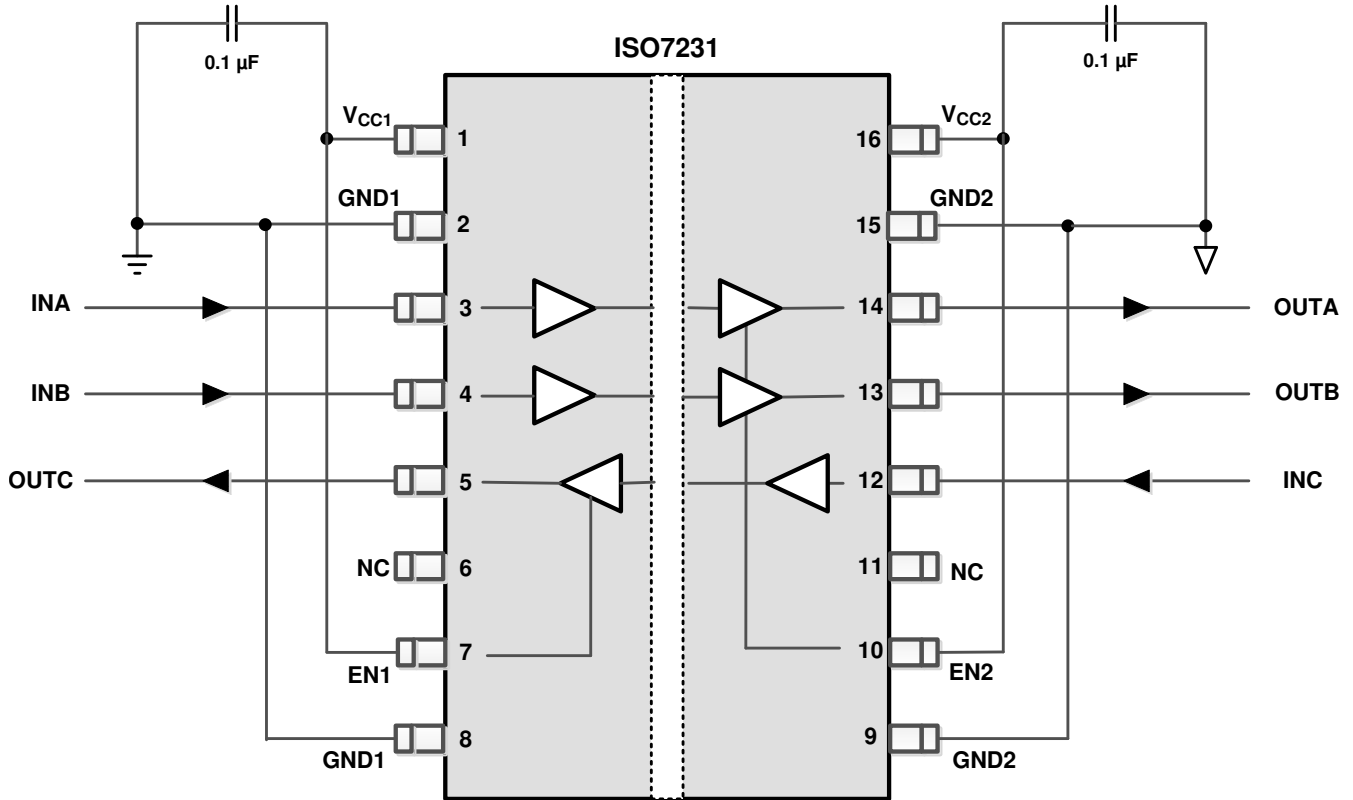 0.1 µF
0.1 µF
ISO7231
VCC1
1
16
VCC2
GND1
2
15
GND2
INA
3
14
OUTA
INB
4
13
OUTB
OUTC
5
12
INC
NC
6
11
NC
7
10
EN1
EN2
8
9
GND1
GND2